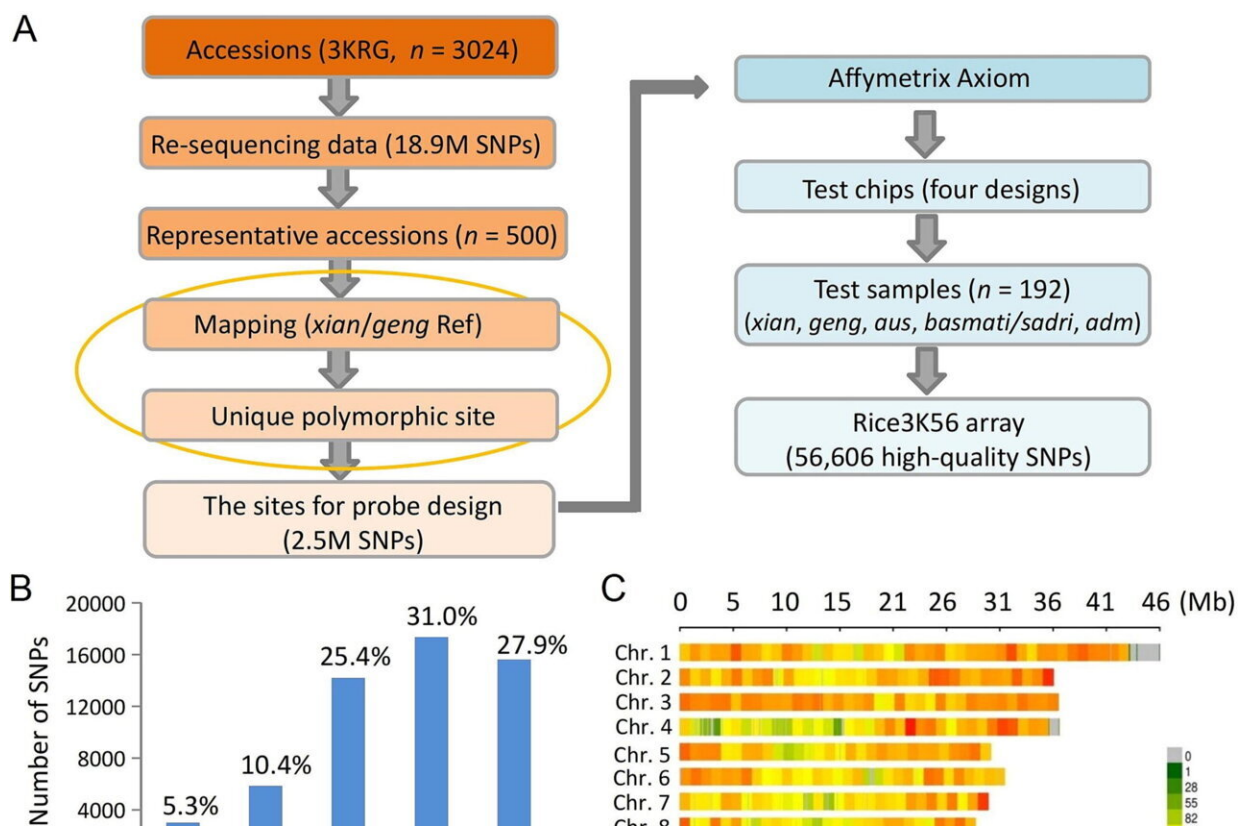 A
Accessions (3KRG, n = 3024)
Re-sequencing data (18.9M SNPs)
Representative accessions (n = 500)
Mapping (xian/geng Ref)
Unique polymorphic site
The sites for probe design
(2.5M SNPs)
Affymetrix Axiom
Test chips (four designs)
Test samples (n = 192)
(xian, geng, aus, basmati/sadri, adm)
Rice3K56 array
(56,606 high-quality SNPs)
B
Number of SNPs
20000
16000
12000
8000
4000
5.3%
10.4%
25.4%
31.0%
27.9%
C
0 5 10 15 21 26 31 36 41 46 (Mb)
Chr. 1
Chr. 2
Chr. 3
Chr. 4
Chr. 5
Chr. 6
Chr. 7
Chr. 8
0
1
28
55
82